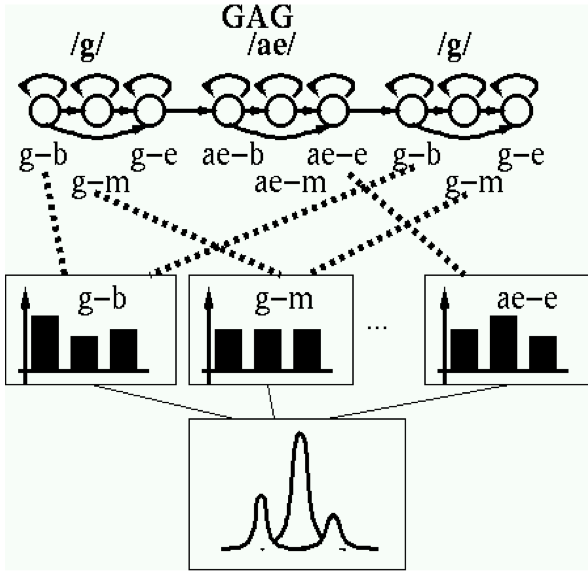 GAG
/g/ /ae/ /g/
g–b g–e ae–b ae–e g–b g–e
g–m ae–m g–m
g–b g–m ... ae–e